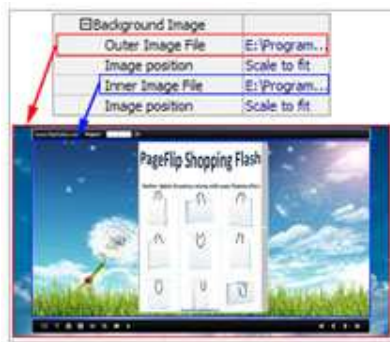 Background Image
Outer Image File E:\Program...
Image position Scale to fit
Inner Image File E:\Program...
Image position Scale to fit
PageFlip Shopping Flash